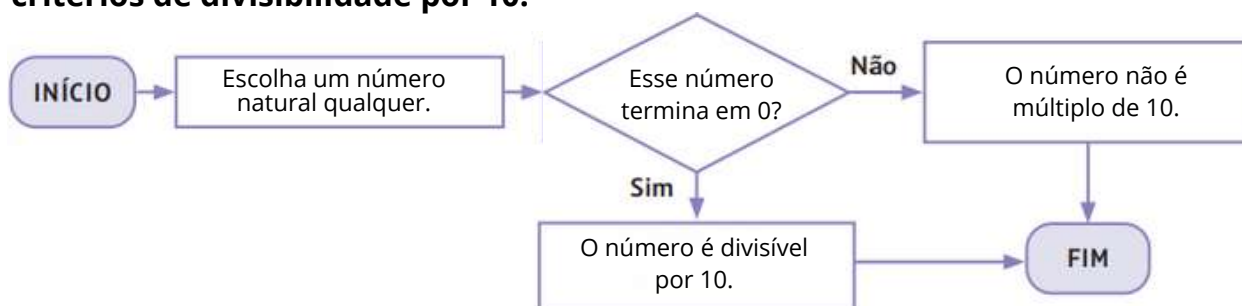 critérios de divisibilidade por 10.
INÍCIO
Escolha um número
natural qualquer.
Esse número
termina em 0?
Não
O número não é
múltiplo de 10.
Sim
O número é divisível
por 10.
FIM